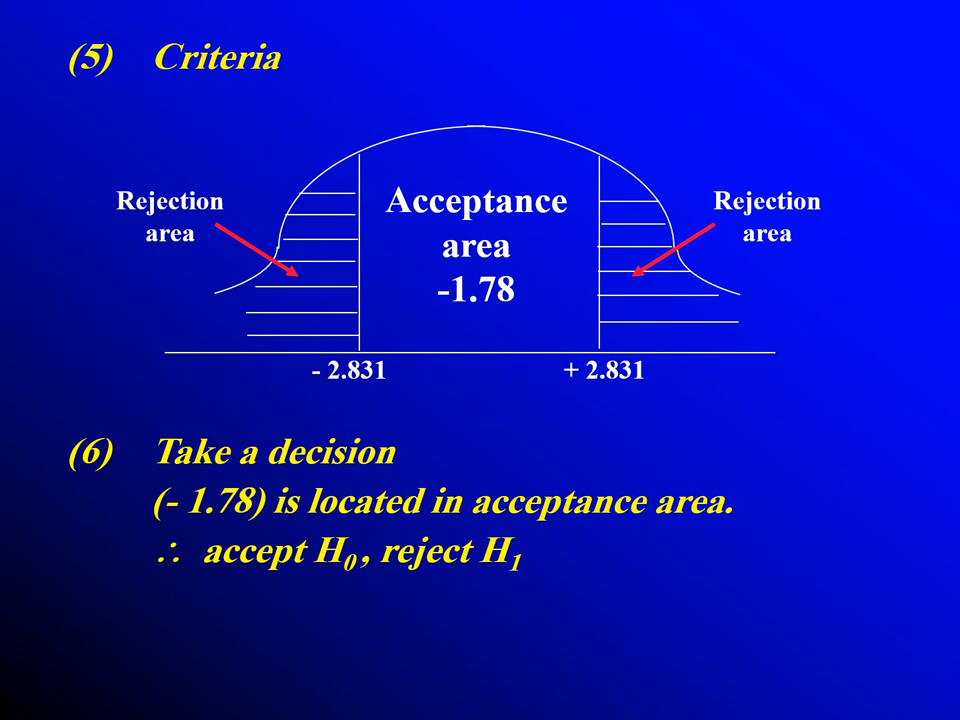 (5) Criteria
Rejection
area
Acceptance
area
-1.78
Rejection
area
- 2.831
+ 2.831
(6) Take a decision
(- 1.78) is located in acceptance area.
∴ accept H₀ , reject H₁